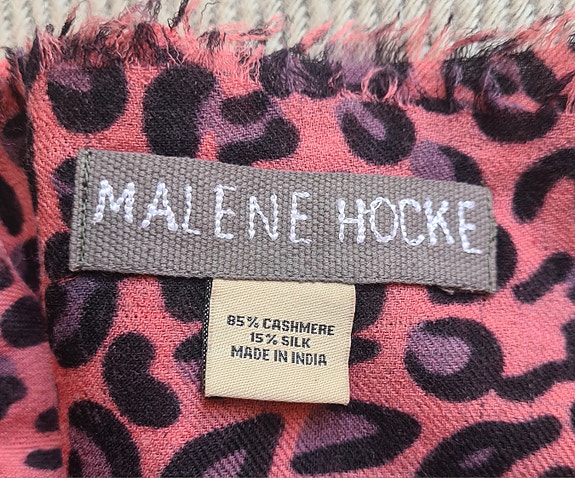 MALENE HOCKE
85% CASHMERE
15% SILK
MADE IN INDIA